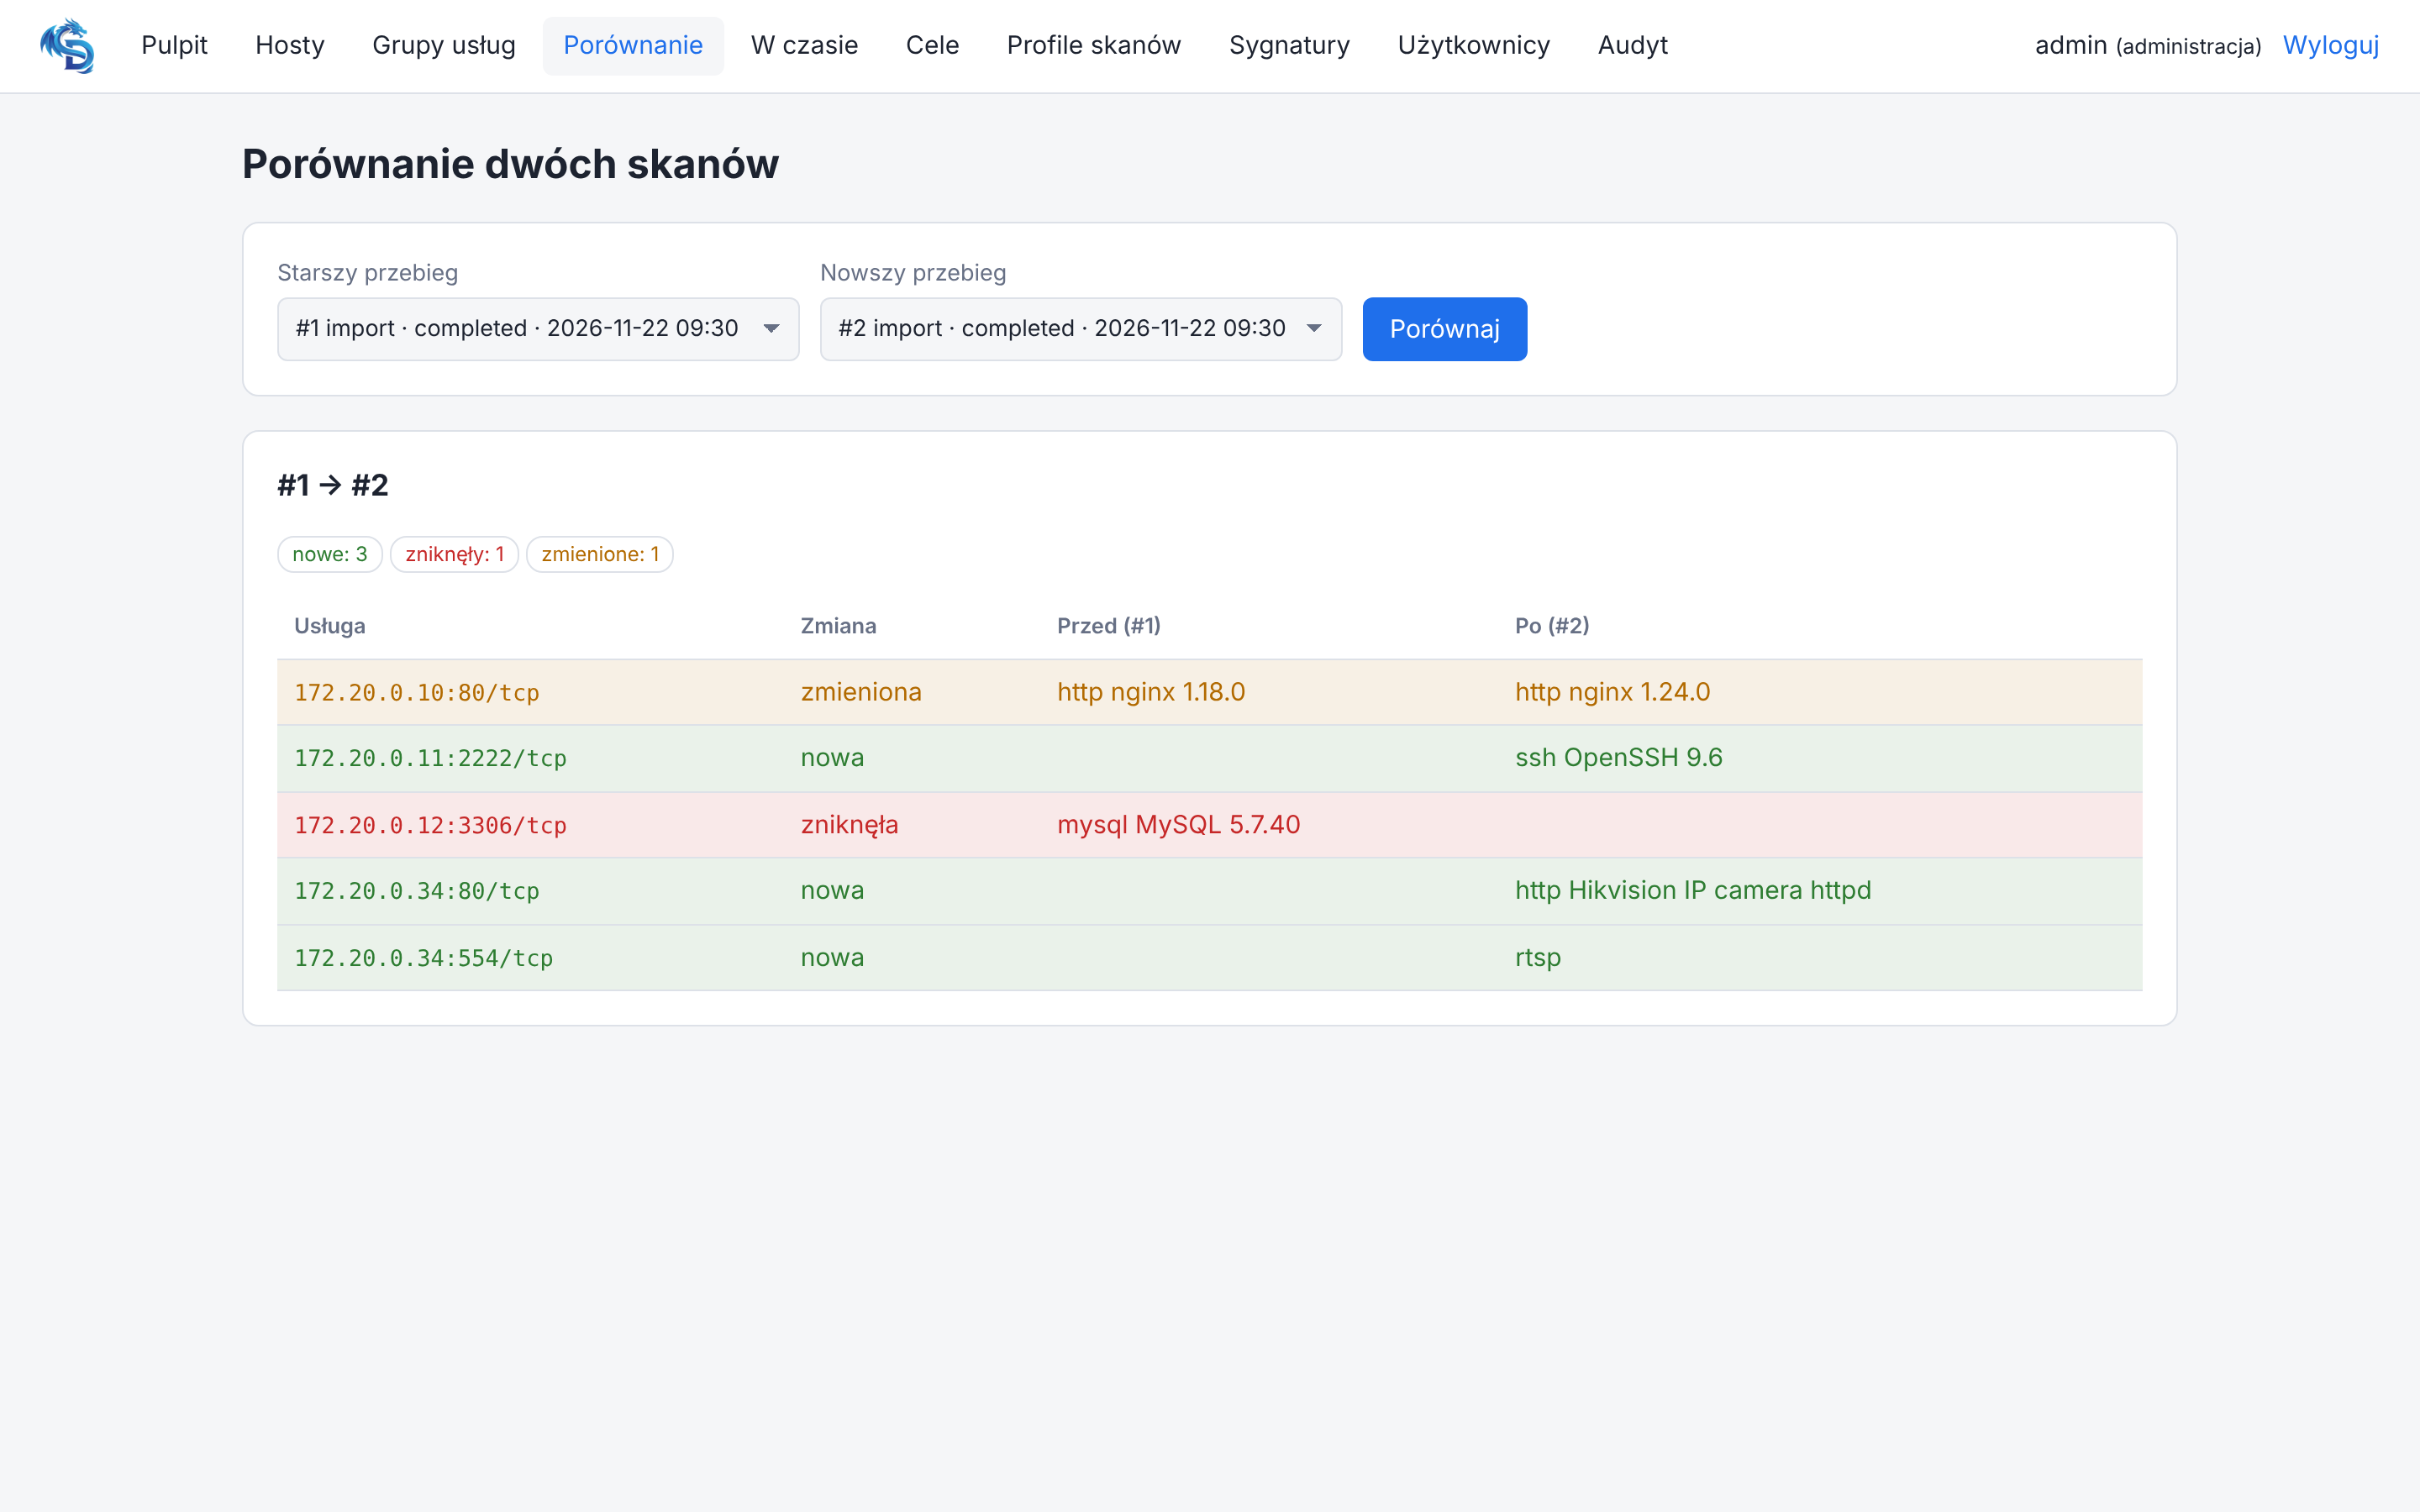 Pulpit Hosty Grupy usług Porównanie W czasie Cele Profile skanów Sygnatury Użytkownicy Audyt admin (administracja) Wyloguj
Porównanie dwóch skanów
Starszy przebieg Nowszy przebieg
#1 import · completed · 2026-11-22 09:30 #2 import · completed · 2026-11-22 09:30 Porównaj
#1 → #2
nowe: 3 zniknęły: 1 zmienione: 1
Usługa Zmiana Przed (#1) Po (#2)
172.20.0.10:80/tcp zmieniona http nginx 1.18.0 http nginx 1.24.0
172.20.0.11:2222/tcp nowa ssh OpenSSH 9.6
172.20.0.12:3306/tcp zniknęła mysql MySQL 5.7.40
172.20.0.34:80/tcp nowa http Hikvision IP camera httpd
172.20.0.34:554/tcp nowa rtsp